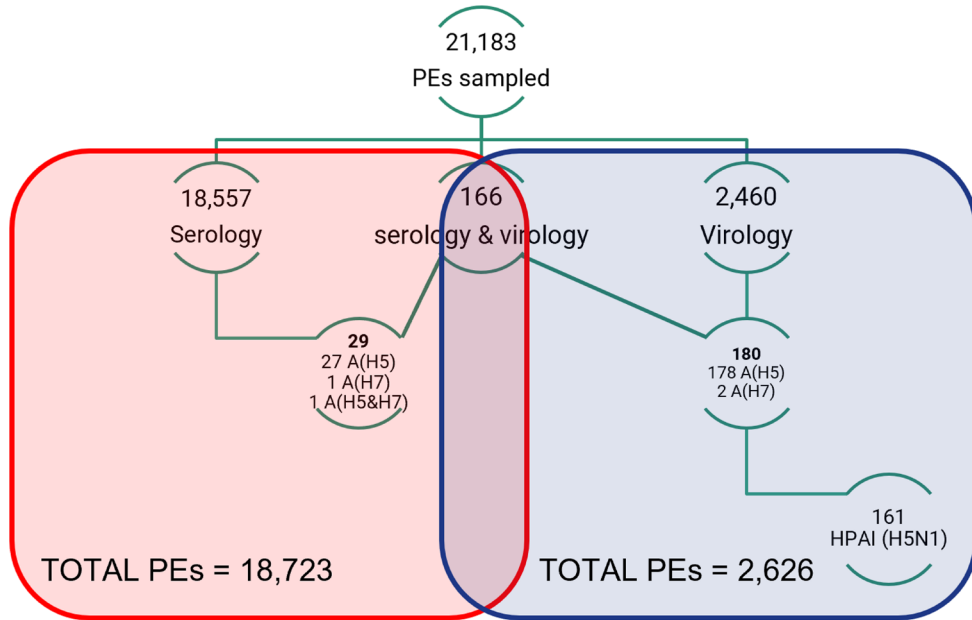 21,183
PEs sampled
18,557
Serology
166
serology & virology
2,460
Virology
29
27 A(H5)
1 A(H7)
1 A(H5&H7)
180
178 A(H5)
2 A(H7)
161
HPAI (H5N1)
TOTAL PEs = 18,723
TOTAL PEs = 2,626